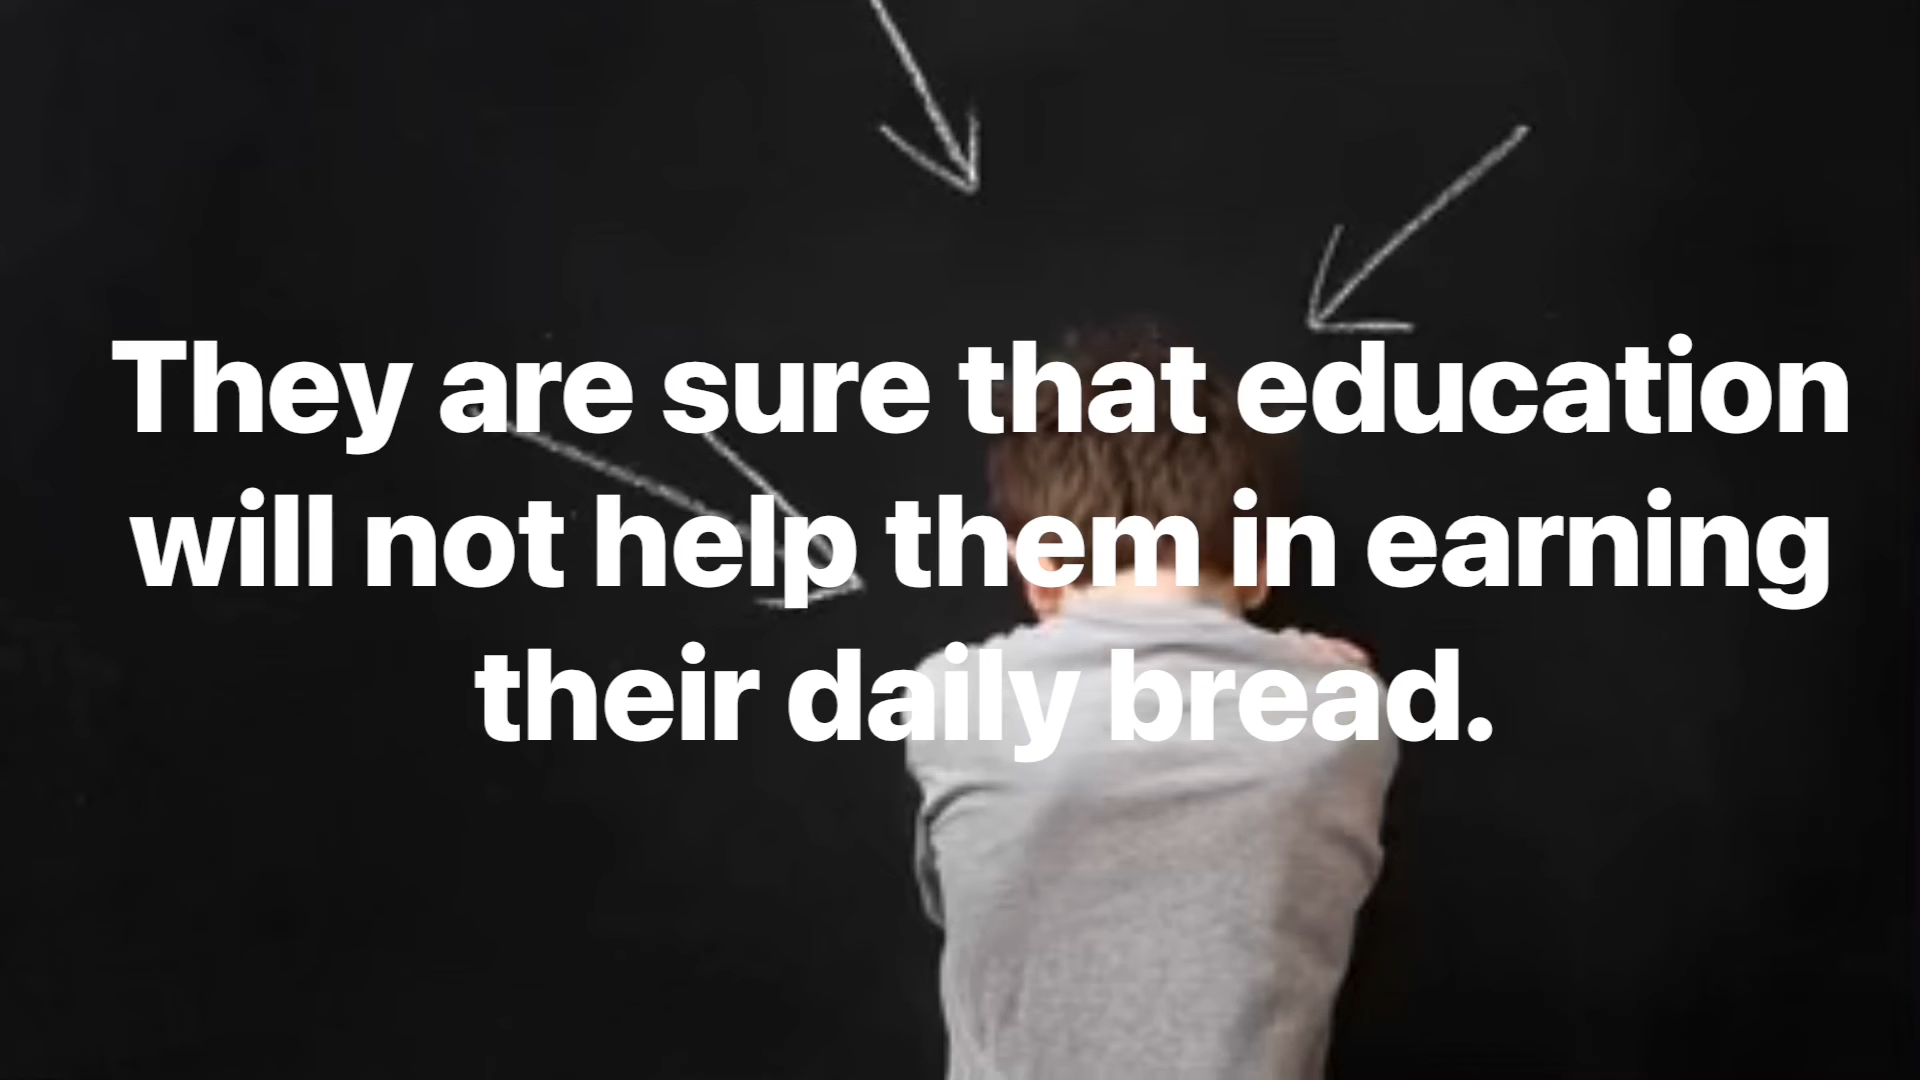 They are sure that education
will not help them in earning
their daily bread.